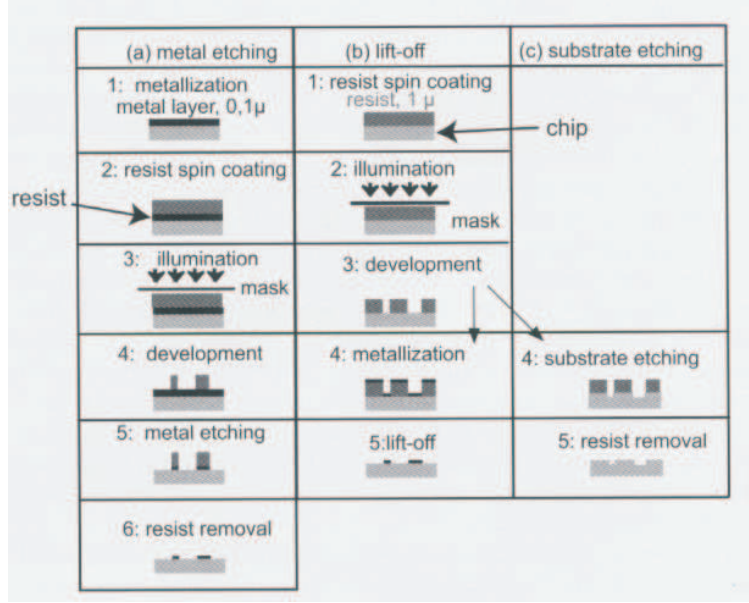 (a) metal etching
(b) lift-off
(c) substrate etching
1: metallization
metal layer, 0,1μ
1: resist spin coating
resist, 1 μ
chip
2: resist spin coating
resist
2: illumination
mask
3: illumination
mask
3: development
4: development
4: metallization
4: substrate etching
5: metal etching
5:lift-off
5: resist removal
6: resist removal